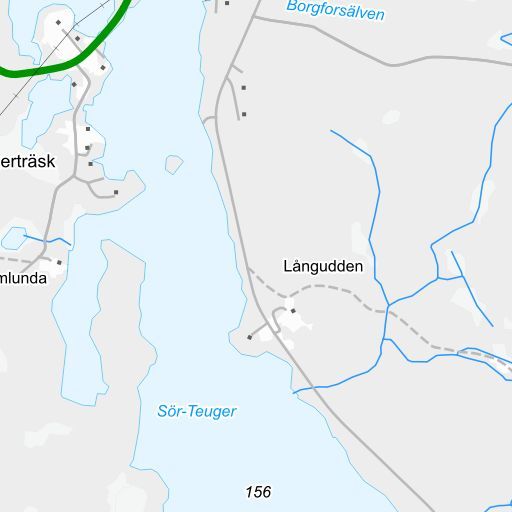 Borgforsälven
erträsk
Långudden
mlunda
Sör-Teuger
156